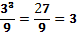 3³/9 = 27/9 = 3